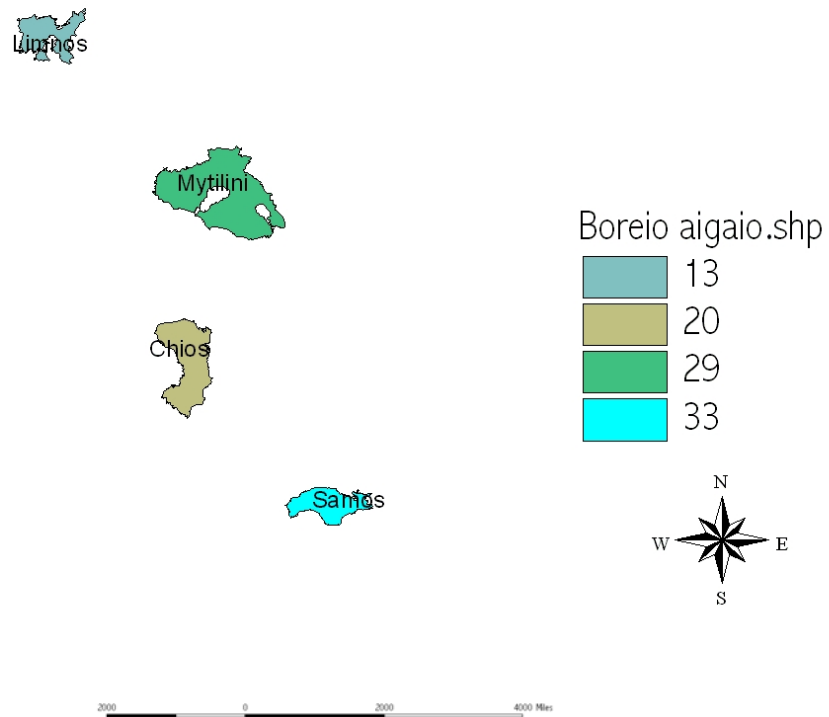 Limnos
Mytilini
Boreio aigaio.shp
13
20
29
33
Chios
Samos
N
W E
S
2000 0 2000 4000 Miles